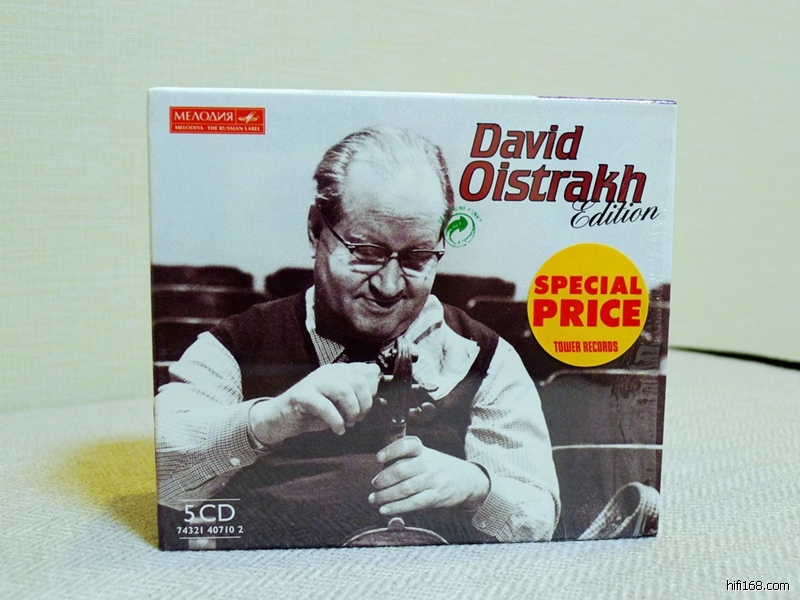 МЕЛОДИЯ
MELODIYA THE RUSSIAN LABEL
David
Oistrakh
Edition
SPECIAL
PRICE
TOWER RECORDS
5CD
74321 40710 2
hifi168.com